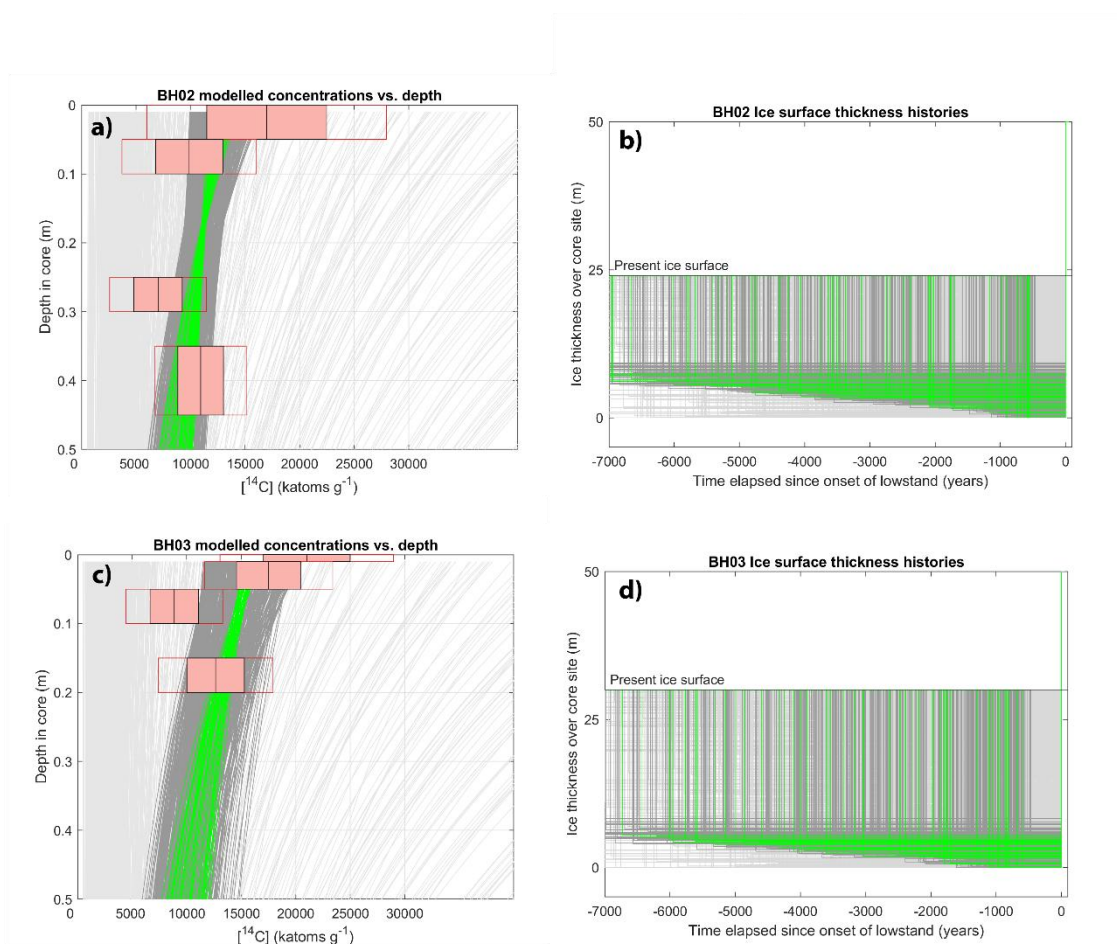 BH02 modelled concentrations vs. depth
a)
0
0.1
0.2
0.3
0.4
0.5
Depth in core (m)
0 5000 10000 15000 20000 25000 30000
[¹⁴C] (katoms g⁻¹)
BH02 Ice surface thickness histories
b)
50
25
0
Present ice surface
Ice thickness over core site (m)
-7000 -6000 -5000 -4000 -3000 -2000 -1000 0
Time elapsed since onset of lowstand (years)
BH03 modelled concentrations vs. depth
c)
0
0.1
0.2
0.3
0.4
0.5
Depth in core (m)
0 5000 10000 15000 20000 25000 30000
[¹⁴C] (katoms g⁻¹)
BH03 Ice surface thickness histories
d)
50
25
0
Present ice surface
Ice thickness over core site (m)
-7000 -6000 -5000 -4000 -3000 -2000 -1000 0
Time elapsed since onset of lowstand (years)